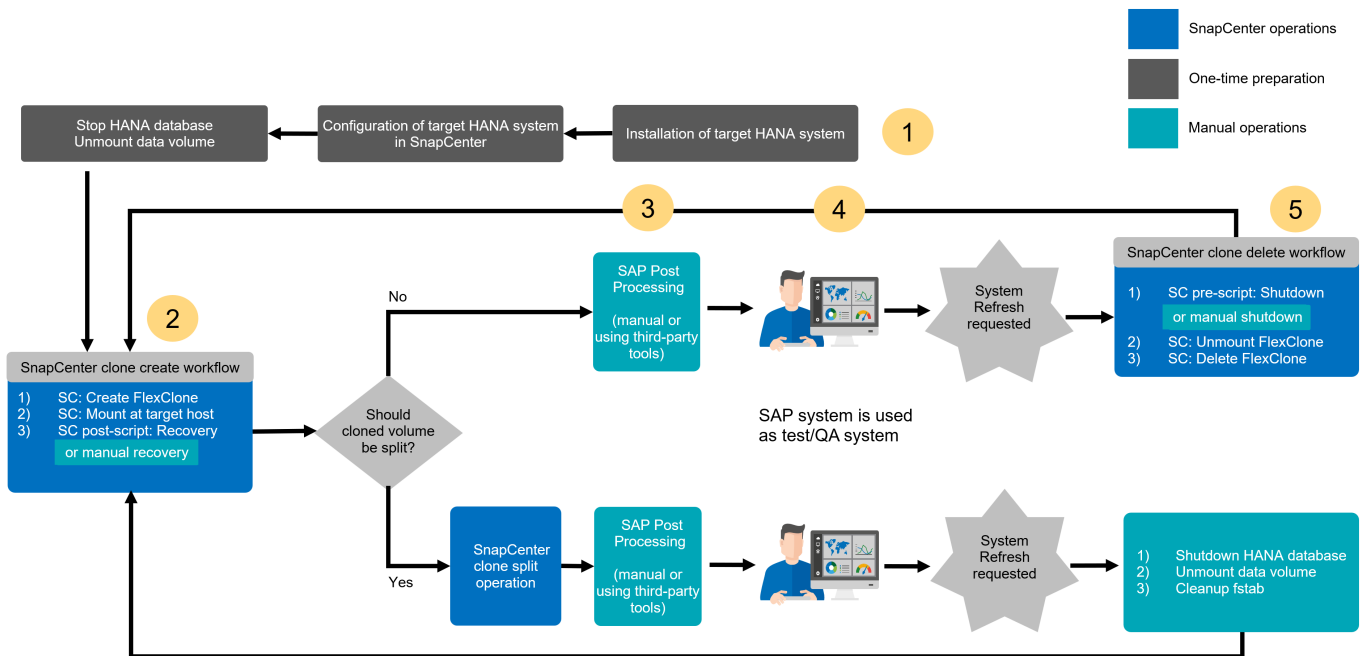 SnapCenter operations
One-time preparation
Manual operations
Stop HANA database
Unmount data volume
Configuration of target HANA system
in SnapCenter
Installation of target HANA system
1
3
4
5
2
SnapCenter clone create workflow
1) SC: Create FlexClone
2) SC: Mount at target host
3) SC post-script: Recovery
or manual recovery
Should
cloned volume
be split?
No
Yes
SAP Post
Processing
(manual or
using third-party
tools)
System
Refresh
requested
SnapCenter clone delete workflow
1) SC pre-script: Shutdown
or manual shutdown
2) SC: Unmount FlexClone
3) SC: Delete FlexClone
SAP system is used
as test/QA system
SnapCenter
clone split
operation
SAP Post
Processing
(manual or
using third-party
tools)
System
Refresh
requested
1) Shutdown HANA database
2) Unmount data volume
3) Cleanup fstab